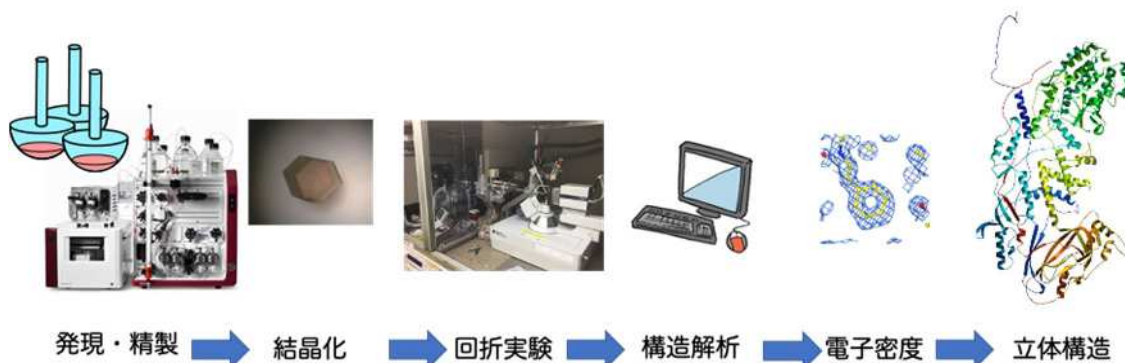 発現・精製
結晶化
回折実験
構造解析
電子密度
立体構造